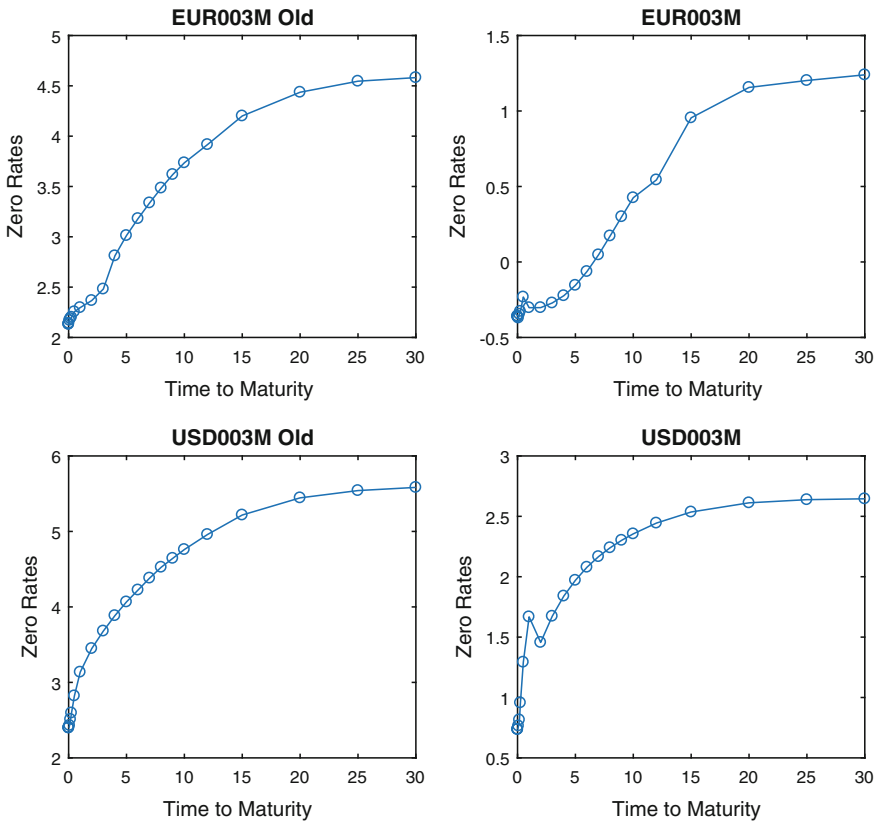 EUR003M Old
5
4.5
4
3.5
3
2.5
2
Zero Rates
0 5 10 15 20 25 30
Time to Maturity
EUR003M
1.5
1
0.5
0
-0.5
Zero Rates
0 5 10 15 20 25 30
Time to Maturity
USD003M Old
6
5
4
3
2
Zero Rates
0 5 10 15 20 25 30
Time to Maturity
USD003M
3
2.5
2
1.5
1
0.5
Zero Rates
0 5 10 15 20 25 30
Time to Maturity